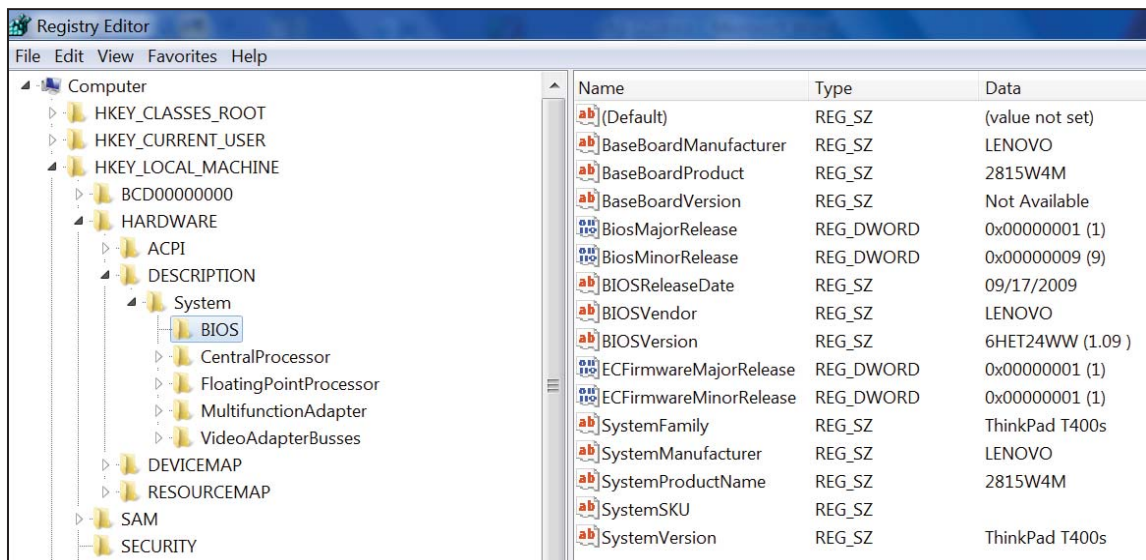 Registry Editor
File Edit View Favorites Help
Computer
HKEY_CLASSES_ROOT
HKEY_CURRENT_USER
HKEY_LOCAL_MACHINE
BCD00000000
HARDWARE
ACPI
DESCRIPTION
System
BIOS
CentralProcessor
FloatingPointProcessor
MultifunctionAdapter
VideoAdapterBusses
DEVICEMAP
RESOURCEMAP
SAM
SECURITY
Name Type Data
(Default) REG_SZ (value not set)
BaseBoardManufacturer REG_SZ LENOVO
BaseBoardProduct REG_SZ 2815W4M
BaseBoardVersion REG_SZ Not Available
BiosMajorRelease REG_DWORD 0x00000001 (1)
BiosMinorRelease REG_DWORD 0x00000009 (9)
BIOSReleaseDate REG_SZ 09/17/2009
BIOSVendor REG_SZ LENOVO
BIOSVersion REG_SZ 6HET24WW (1.09 )
ECFirmwareMajorRelease REG_DWORD 0x00000001 (1)
ECFirmwareMinorRelease REG_DWORD 0x00000001 (1)
SystemFamily REG_SZ ThinkPad T400s
SystemManufacturer REG_SZ LENOVO
SystemProductName REG_SZ 2815W4M
SystemSKU REG_SZ
SystemVersion REG_SZ ThinkPad T400s